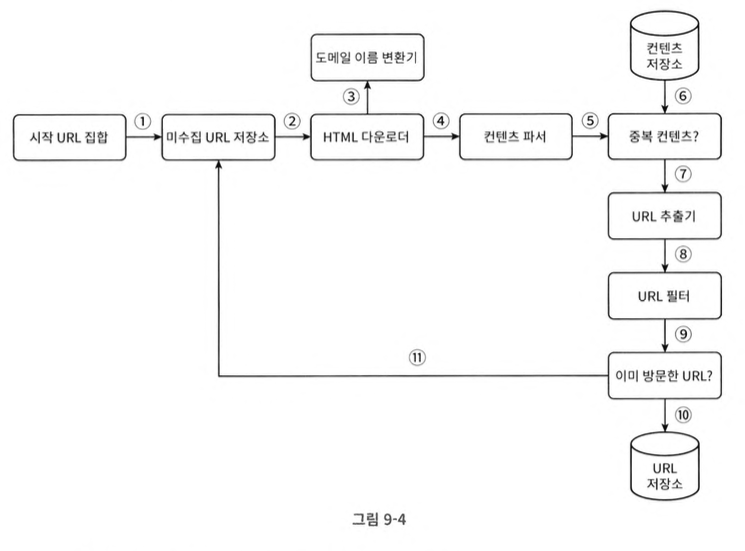 컨텐츠
저장소
도메일 이름 변환기
③
⑥
①
②
④
⑤
시작 URL 집합
미수집 URL 저장소
HTML 다운로더
컨텐츠 파서
중복 컨텐츠?
⑦
URL 추출기
⑧
URL 필터
⑨
⑪
이미 방문한 URL?
⑩
URL
저장소
그림 9-4